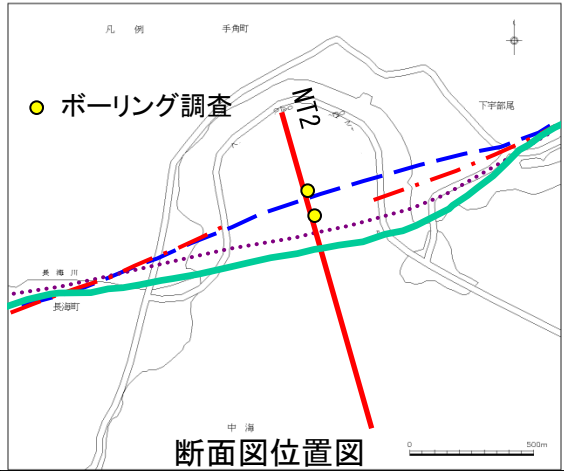 凡 例
手角町
ボーリング調査
NT2
下宇部尾
長海川
長海町
中海
断面図位置図
0
500m